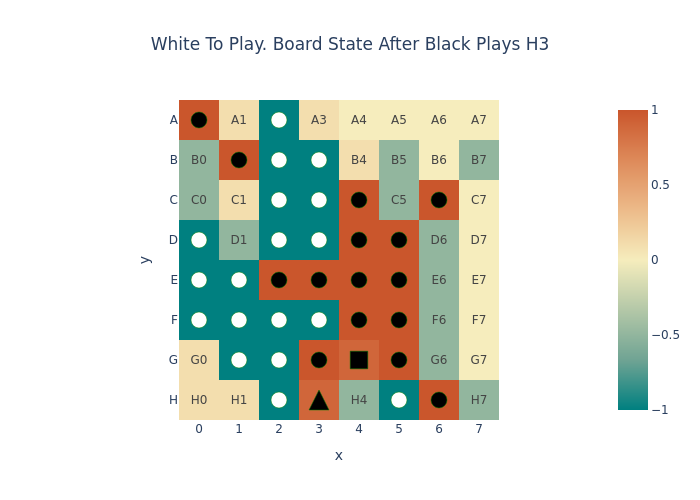 White To Play. Board State After Black Plays H3
A A1 A3 A4 A5 A6 A7
B B0 B4 B5 B6 B7
C C0 C1 C5 C7
D D1 D6 D7
E E6 E7
F F6 F7
G G0 G6 G7
H H0 H1 H4 H7
0 1 2 3 4 5 6 7
x
y
1
0.5
0
−0.5
−1